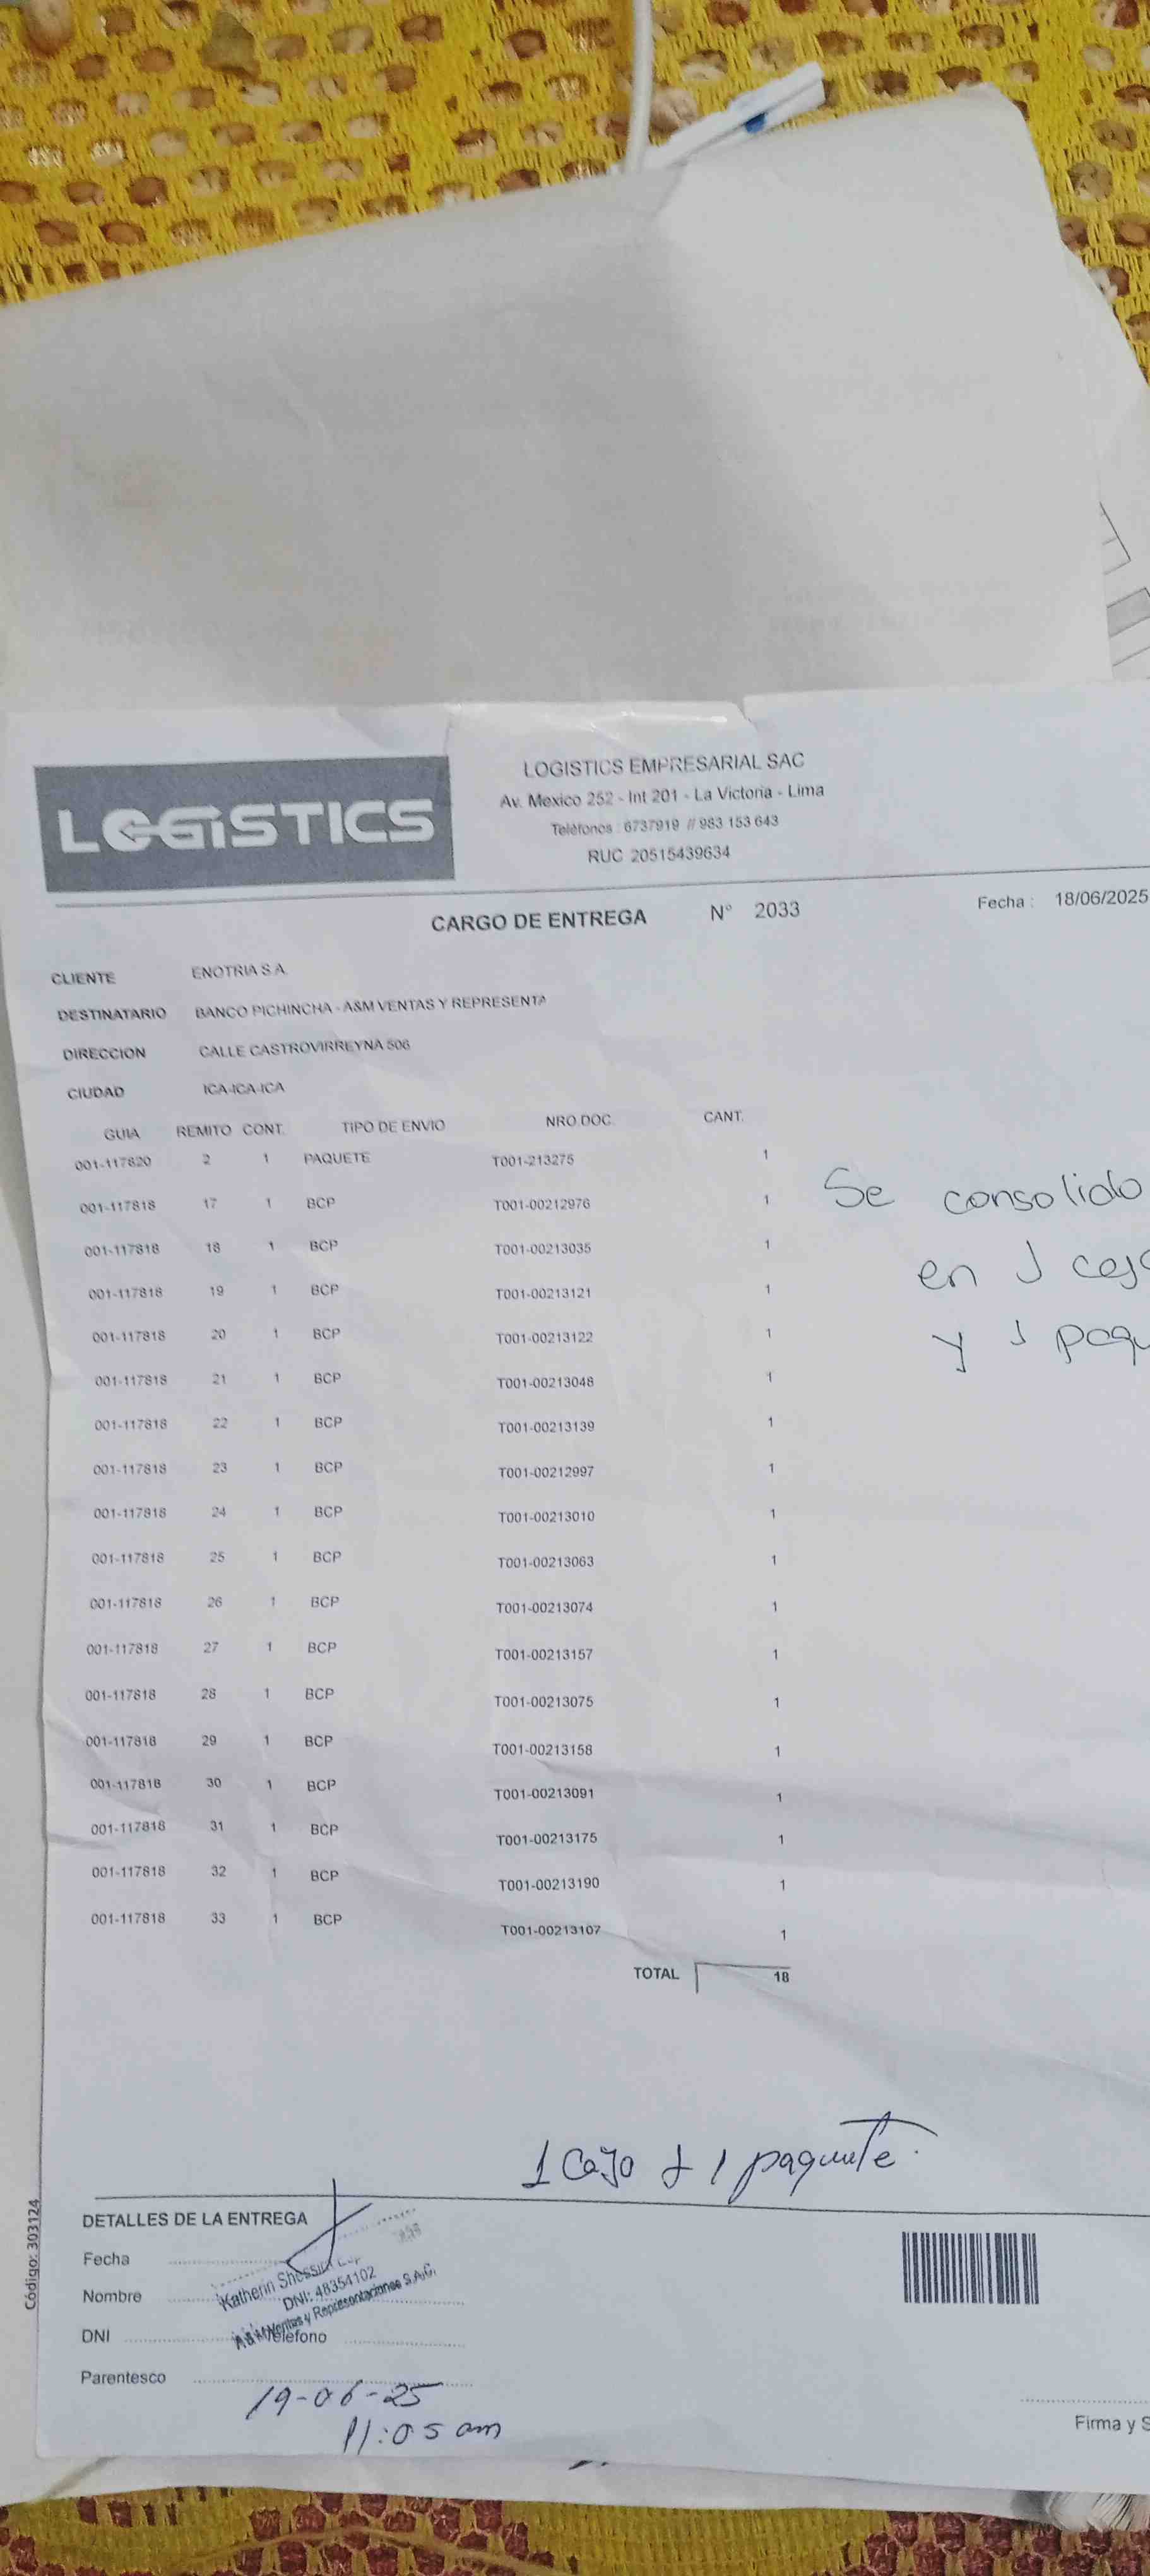 LOGISTICS
LOGISTICS EMPRESARIAL SAC
Av. Mexico 252 - Int 201 - La Victoria - Lima
Teléfonos : 6737919 // 983 153 643
RUC 20515439634
CARGO DE ENTREGA N° 2033 Fecha : 18/06/2025
CLIENTE ENOTRIA S.A.
DESTINATARIO BANCO PICHINCHA - A&M VENTAS Y REPRESENTA
DIRECCION CALLE CASTROVIRREYNA 506
CIUDAD ICA-ICA-ICA
GUIA REMITO CONT. TIPO DE ENVIO NRO.DOC. CANT.
001-117820 2 1 PAQUETE T001-213275 1
001-117818 17 1 BCP T001-00212976 1
001-117818 18 1 BCP T001-00213035 1
001-117818 19 1 BCP T001-00213121 1
001-117818 20 1 BCP T001-00213122 1
001-117818 21 1 BCP T001-00213048 1
001-117818 22 1 BCP T001-00213139 1
001-117818 23 1 BCP T001-00212997 1
001-117818 24 1 BCP T001-00213010 1
001-117818 25 1 BCP T001-00213063 1
001-117818 26 1 BCP T001-00213074 1
001-117818 27 1 BCP T001-00213157 1
001-117818 28 1 BCP T001-00213075 1
001-117818 29 1 BCP T001-00213158 1
001-117818 30 1 BCP T001-00213091 1
001-117818 31 1 BCP T001-00213175 1
001-117818 32 1 BCP T001-00213190 1
001-117818 33 1 BCP T001-00213107 1
TOTAL 18
Se consolido
en 1 caj
y 1 paqu
1 Caja + 1 paquete.
DETALLES DE LA ENTREGA
Fecha
Nombre
DNI Teléfono
Parentesco
Katherin
DNI: 48354102
A&M Ventas y Representaciones S.A.C.
19-06-25
11:05 am
Firma y S
Código: 303124